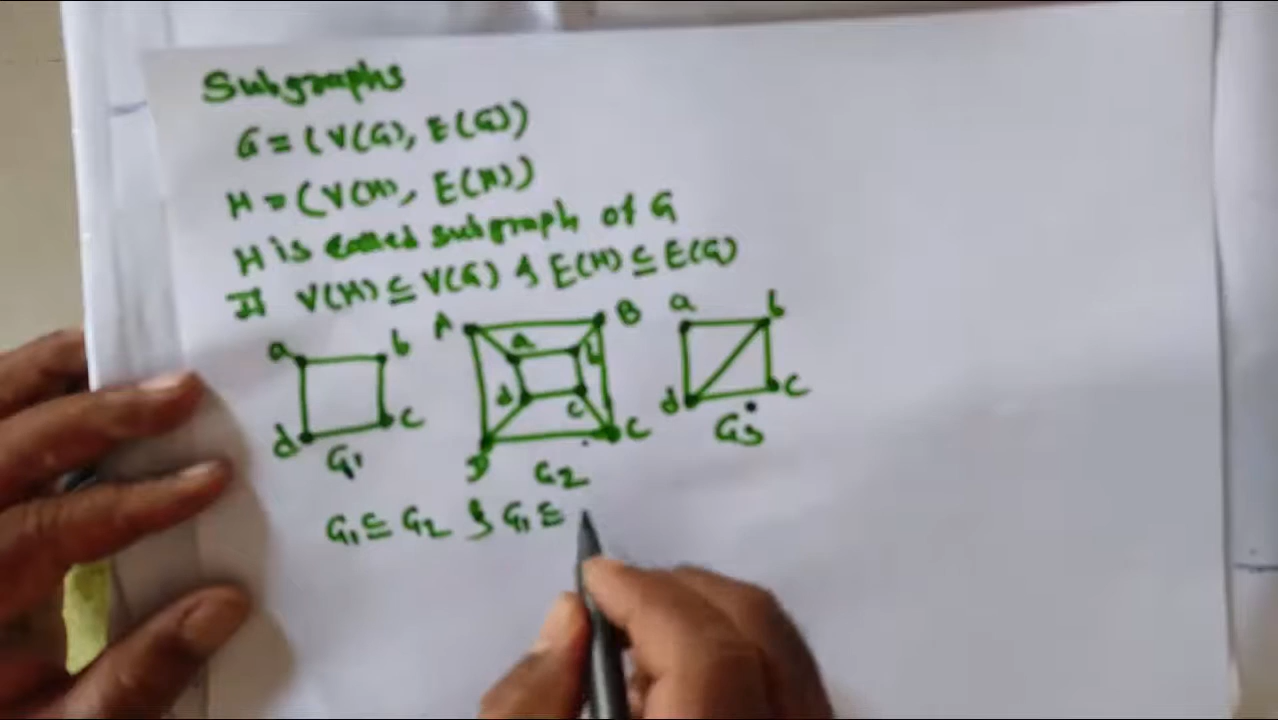 Subgraphs
G = (V(G), E(G))
H = (V(H), E(H))
H is called subgraph of G
If V(H) ⊆ V(G) & E(H) ⊆ E(G)
a b
d c
G1
A B
a b
d c
D C
G2
a b
d c
G3
G1 ⊆ G2 & G1 ⊆